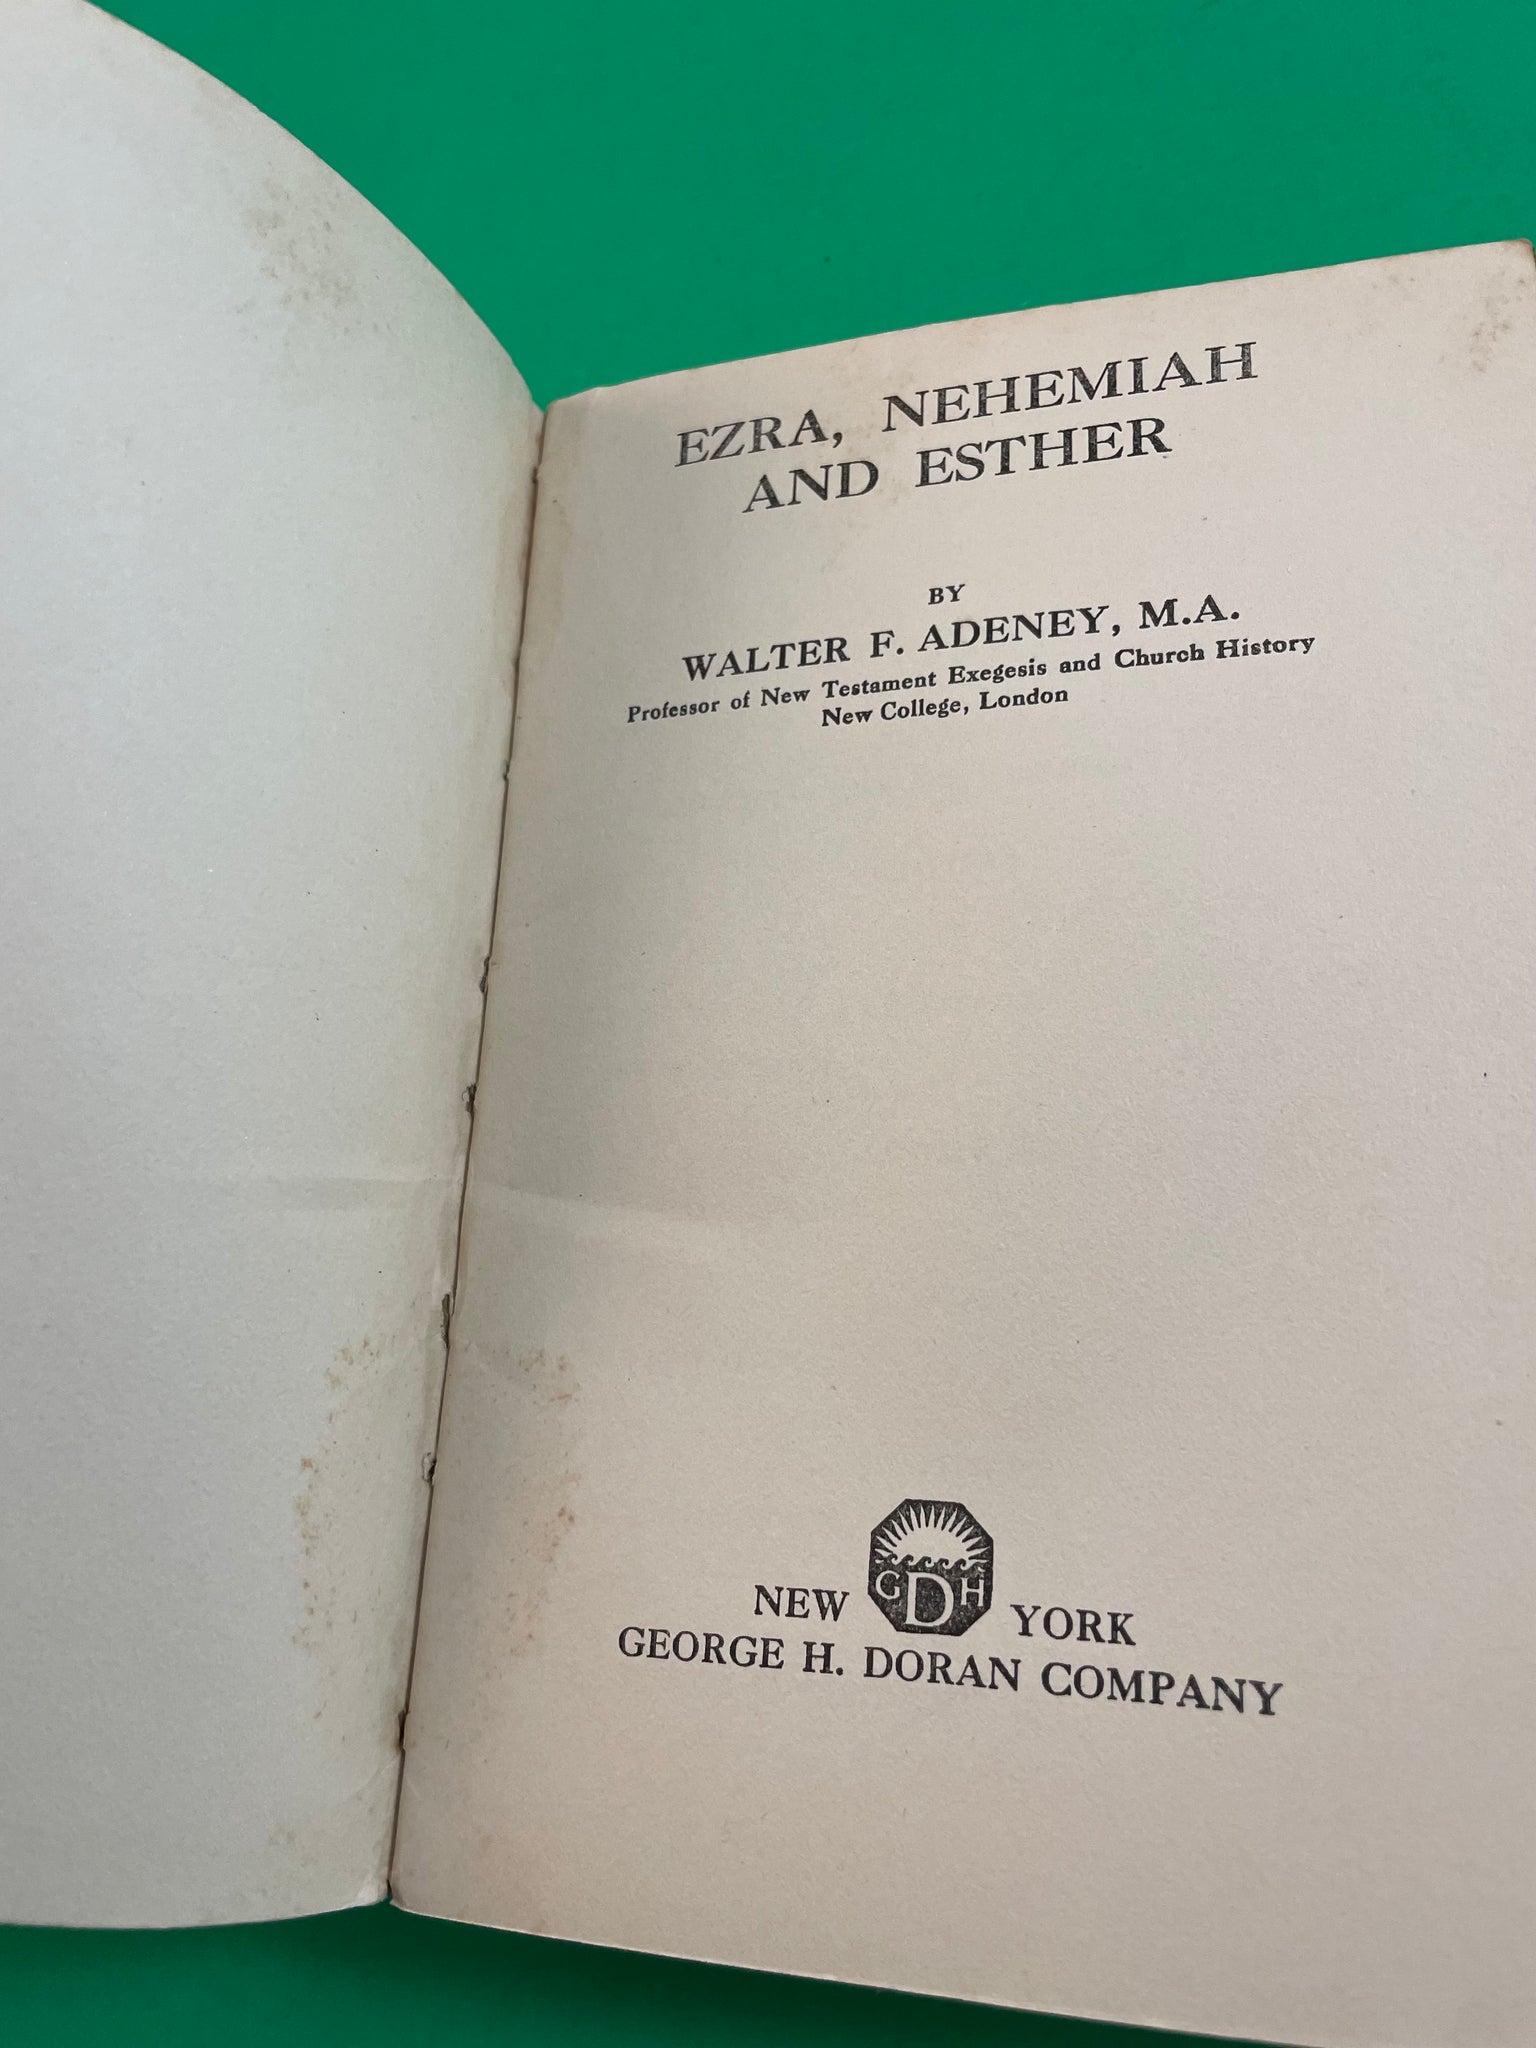 EZRA, NEHEMIAH
AND ESTHER
BY
WALTER F. ADENEY, M.A.
Professor of New Testament Exegesis and Church History
New College, London
GDH
NEW YORK
GEORGE H. DORAN COMPANY